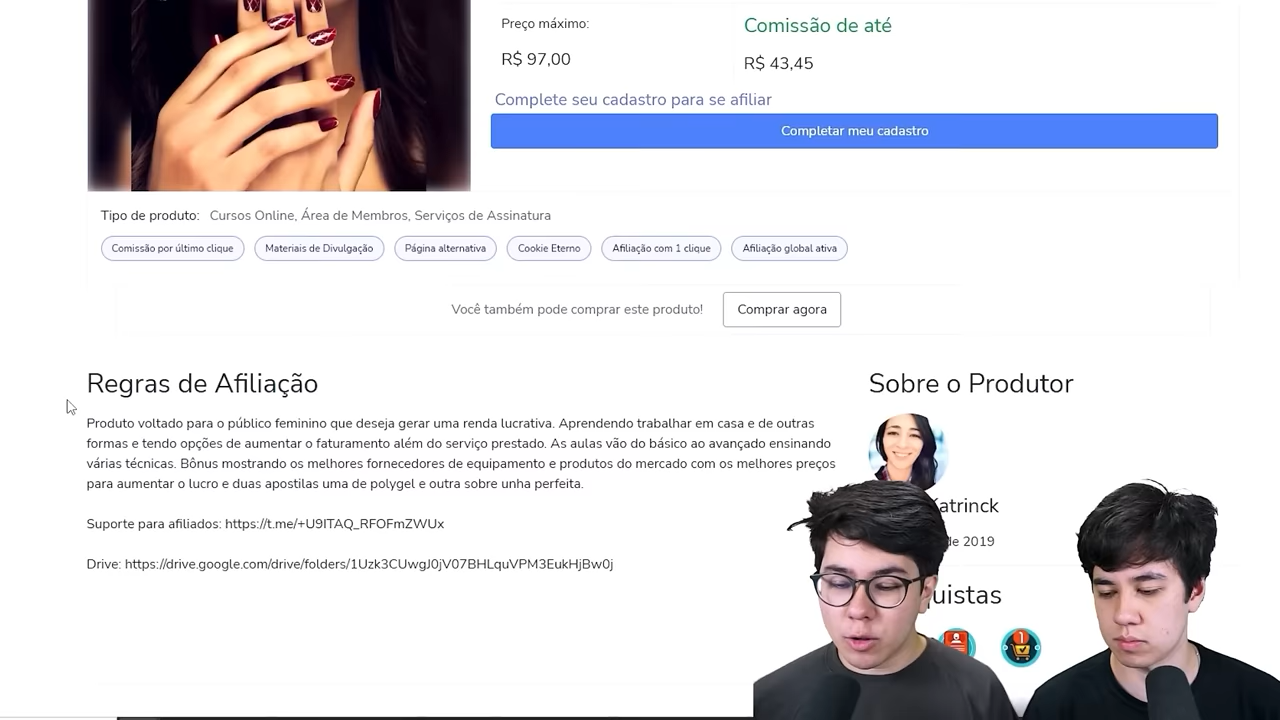 Preço máximo:
Comissão de até
R$ 97,00
R$ 43,45
Complete seu cadastro para se afiliar
Completar meu cadastro
Tipo de produto: Cursos Online, Área de Membros, Serviços de Assinatura
Comissão por último clique
Materiais de Divulgação
Página alternativa
Cookie Eterno
Afiliação com 1 clique
Afiliação global ativa
Você também pode comprar este produto!
Comprar agora
Regras de Afiliação
Produto voltado para o público feminino que deseja gerar uma renda lucrativa. Aprendendo trabalhar em casa e de outras
formas e tendo opções de aumentar o faturamento além do serviço prestado. As aulas vão do básico ao avançado ensinando
várias técnicas. Bônus mostrando os melhores fornecedores de equipamento e produtos do mercado com os melhores preços
para aumentar o lucro e duas apostilas uma de polygel e outra sobre unha perfeita.
Suporte para afiliados: https://t.me/+U9ITAQ_RFOFmZWUx
Drive: https://drive.google.com/drive/folders/1Uzk3CUwgJ0jV07BHLquVPM3EukHjBw0j
Sobre o Produtor
Katrinck
de 2019
uistas
1